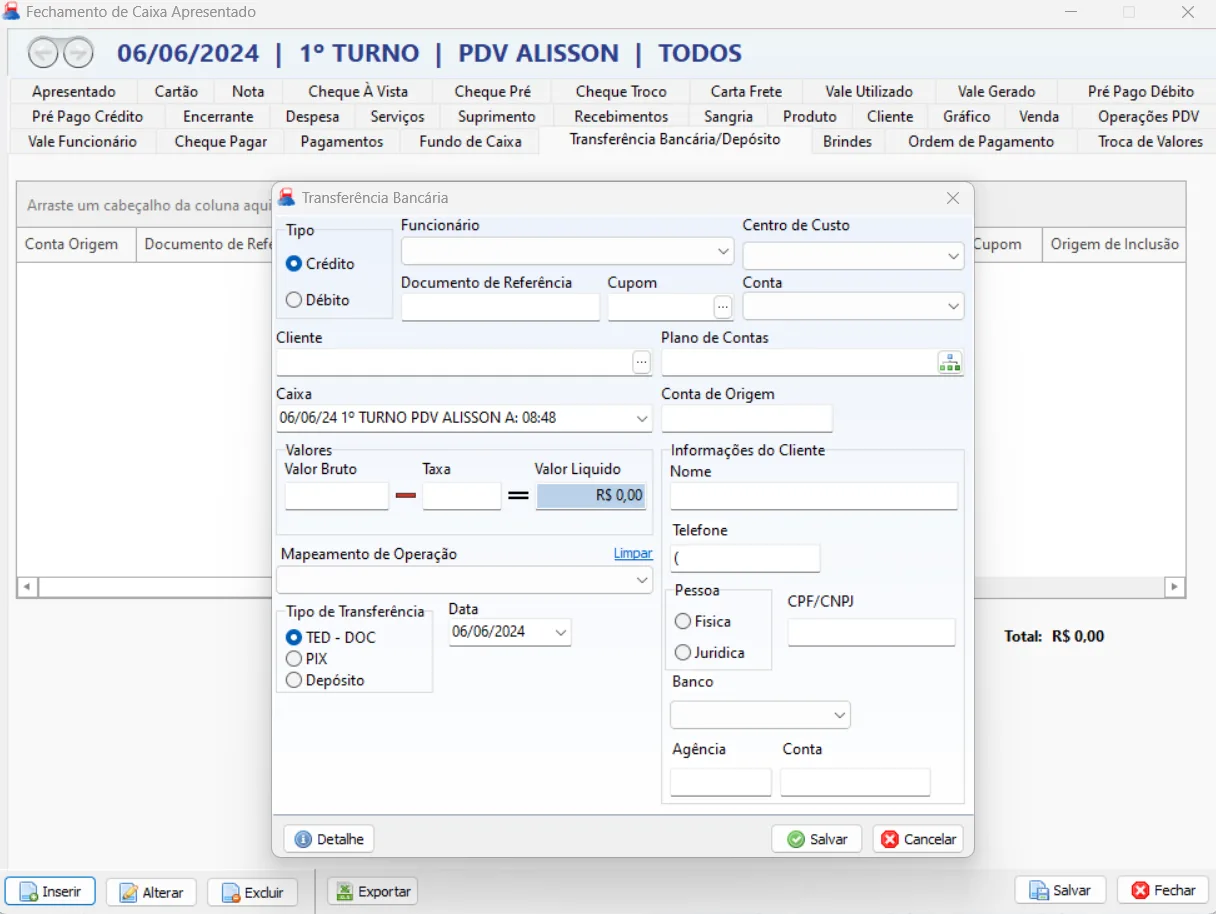 Fechamento de Caixa Apresentado
06/06/2024 | 1º TURNO | PDV ALISSON | TODOS
Apresentado Cartão Nota Cheque À Vista Cheque Pré Cheque Troco Carta Frete Vale Utilizado Vale Gerado Pré Pago Débito
Pré Pago Crédito Encerrante Despesa Serviços Suprimento Recebimentos Sangria Produto Cliente Gráfico Venda Operações PDV
Vale Funcionário Cheque Pagar Pagamentos Fundo de Caixa Transferência Bancária/Depósito Brindes Ordem de Pagamento Troca de Valores
Arraste um cabeçalho da coluna aqui
Conta Origem Documento de Refe Cupom Origem de Inclusão
Transferência Bancária
Tipo Funcionário Centro de Custo
Crédito
Débito
Documento de Referência Cupom ... Conta
Cliente Plano de Contas
...
Caixa Conta de Origem
06/06/24 1º TURNO PDV ALISSON A: 08:48
Valores
Valor Bruto Taxa Valor Liquido
R$ 0,00
Informações do Cliente
Nome
Telefone
(
Mapeamento de Operação Limpar
Pessoa CPF/CNPJ
Fisica
Juridica
Tipo de Transferência Data
TED - DOC 06/06/2024
PIX
Depósito
Banco
Agência Conta
Total: R$ 0,00
Detalhe Salvar Cancelar
Inserir Alterar Excluir Exportar Salvar Fechar